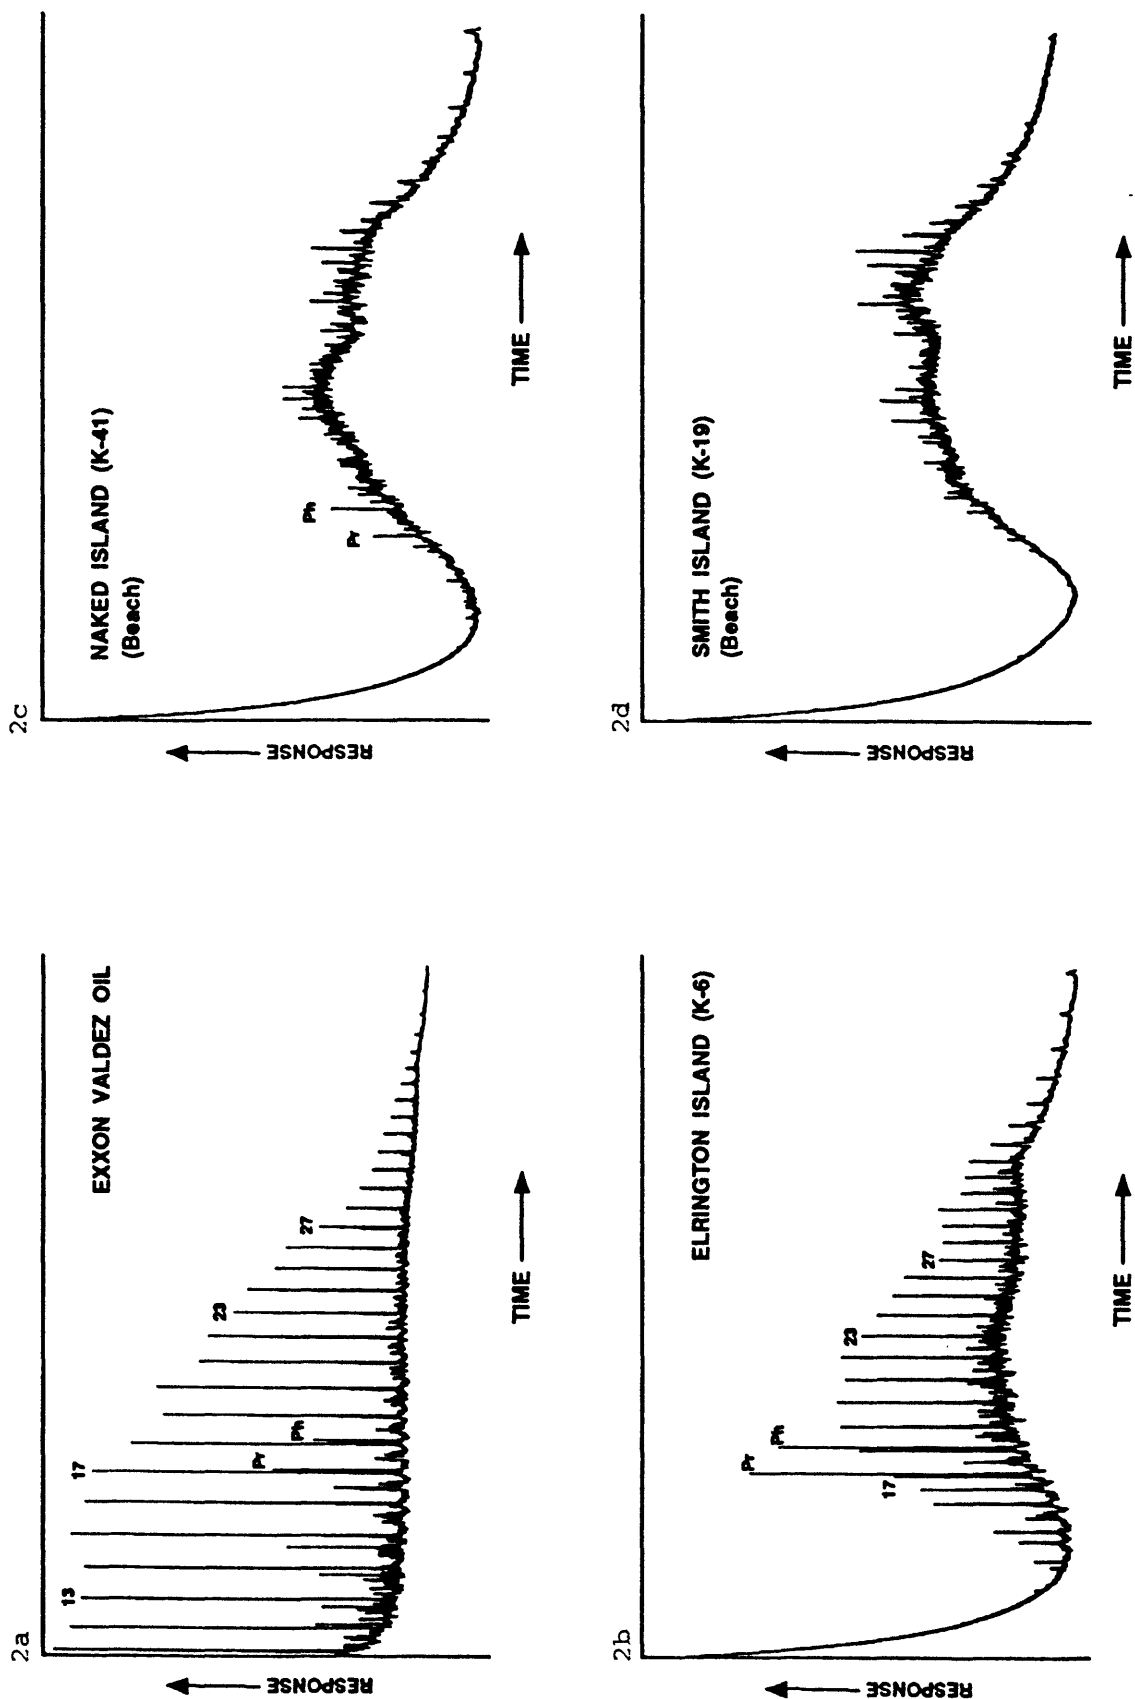 2a
EXXON VALDEZ OIL
13
17
Pr
Ph
23
27
RESPONSE
TIME
2b
ELRINGTON ISLAND (K-6)
17
Pr
Ph
23
27
RESPONSE
TIME
2c
NAKED ISLAND (K-41)
(Beach)
Pr
Ph
RESPONSE
TIME
2d
SMITH ISLAND (K-19)
(Beach)
RESPONSE
TIME